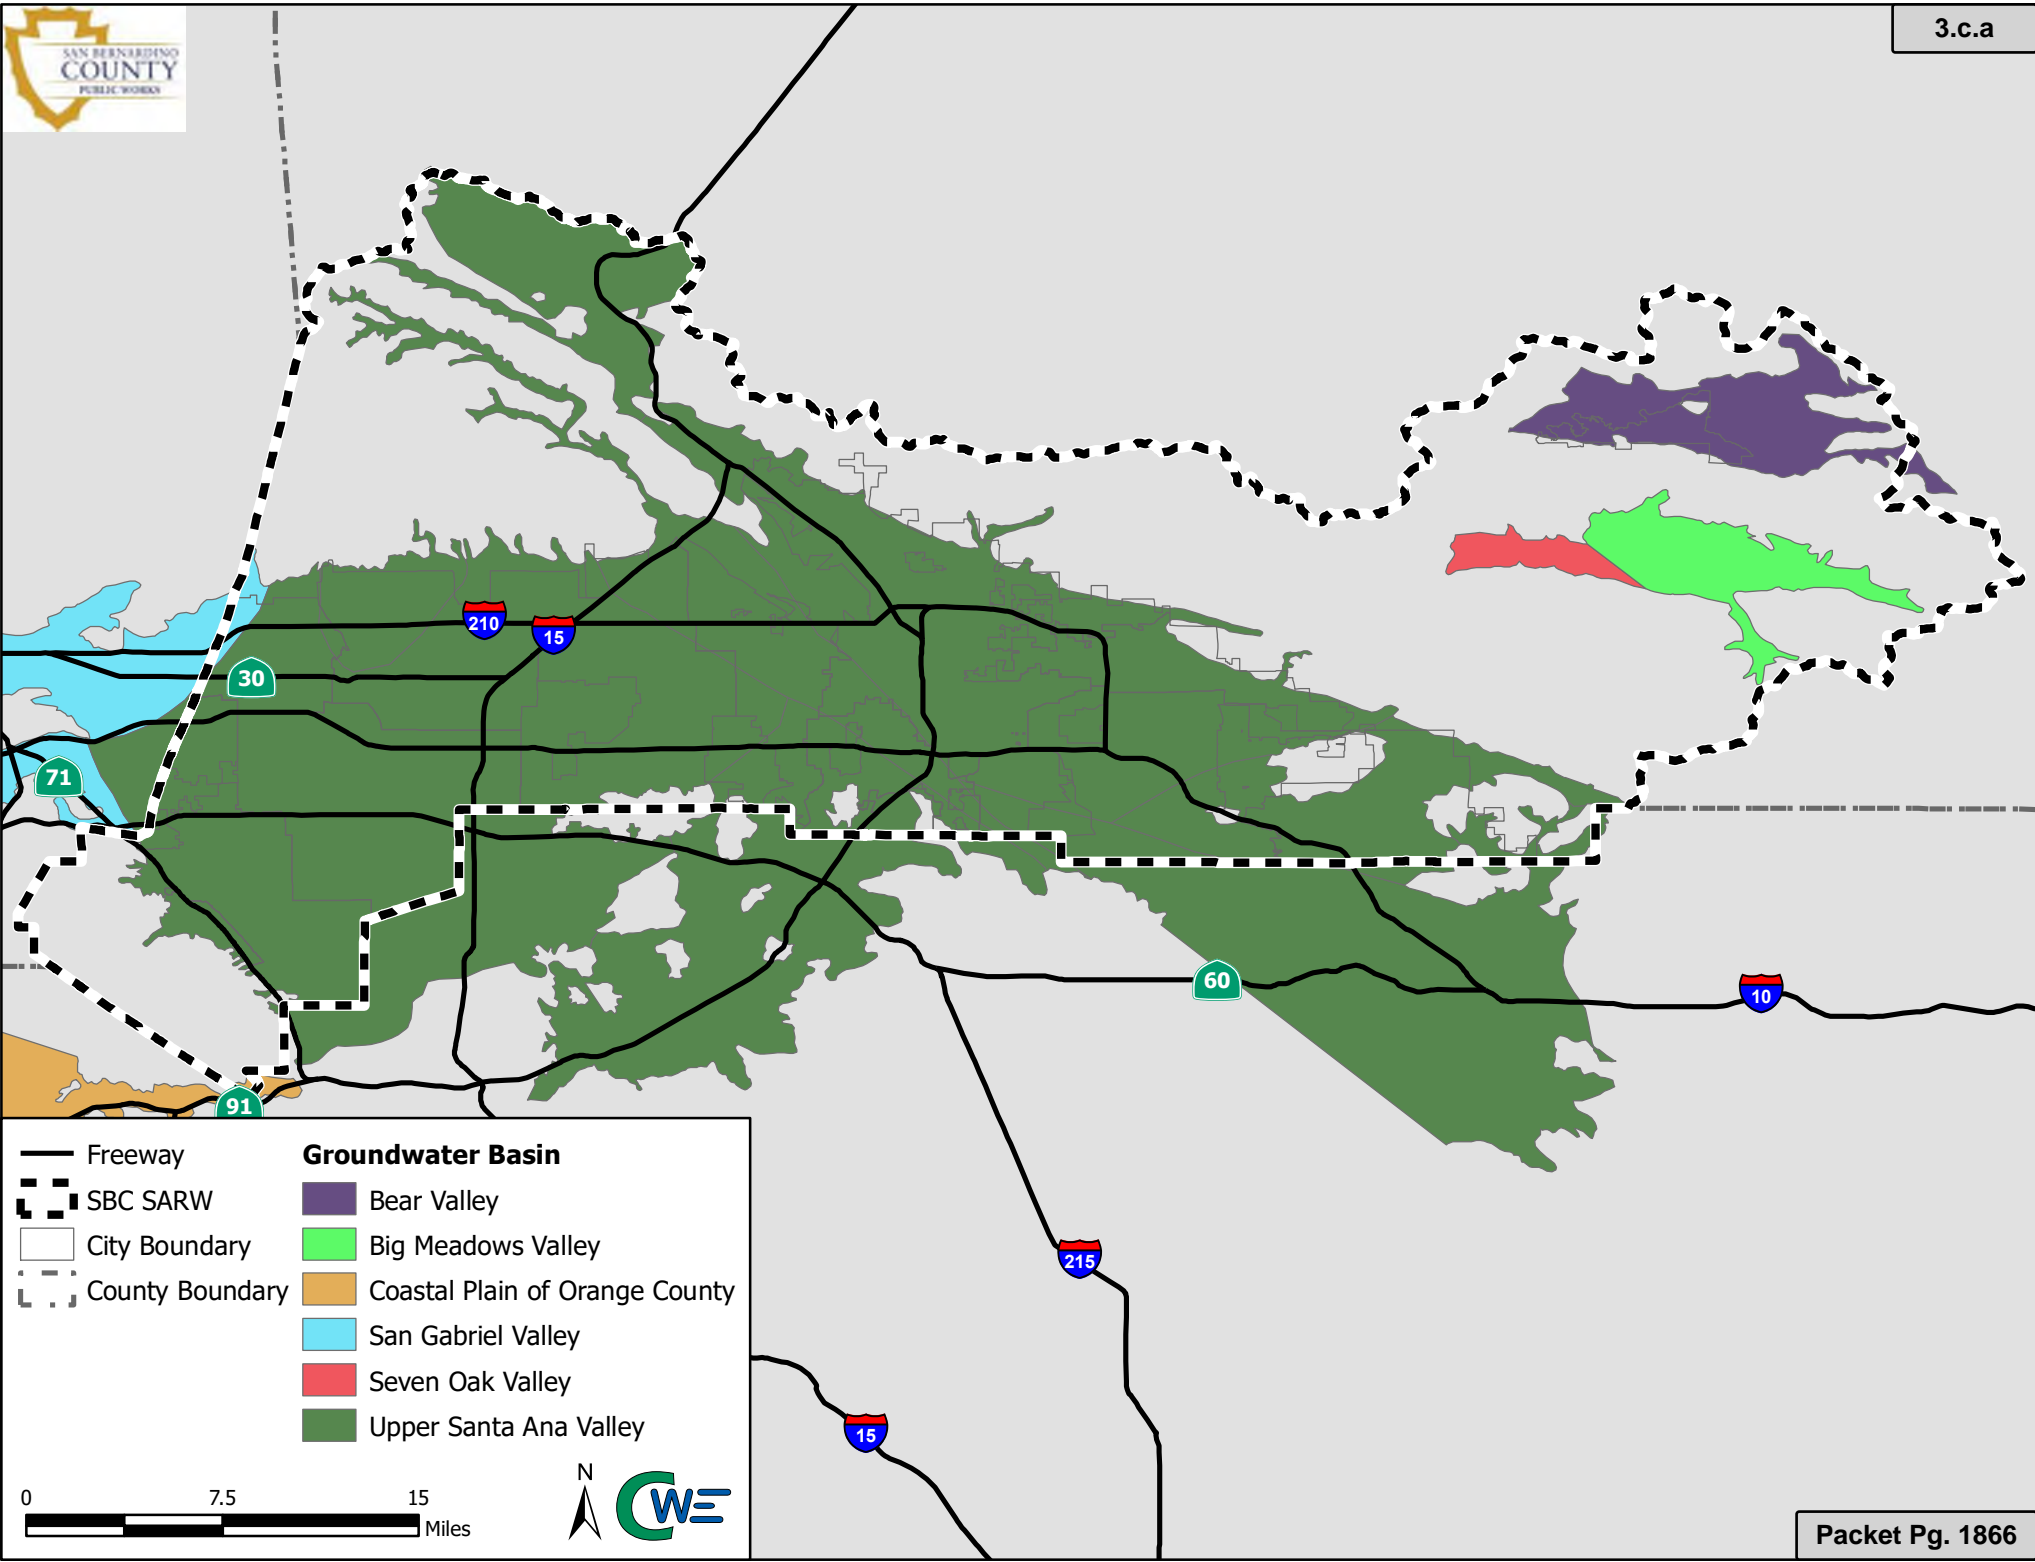 SAN BERNARDINO
COUNTY
PUBLIC WORKS
3.c.a
210
15
30
71
60
10
91
215
15
Freeway
SBC SARW
City Boundary
County Boundary
Groundwater Basin
Bear Valley
Big Meadows Valley
Coastal Plain of Orange County
San Gabriel Valley
Seven Oak Valley
Upper Santa Ana Valley
0 7.5 15
Miles
N
CWE
Packet Pg. 1866